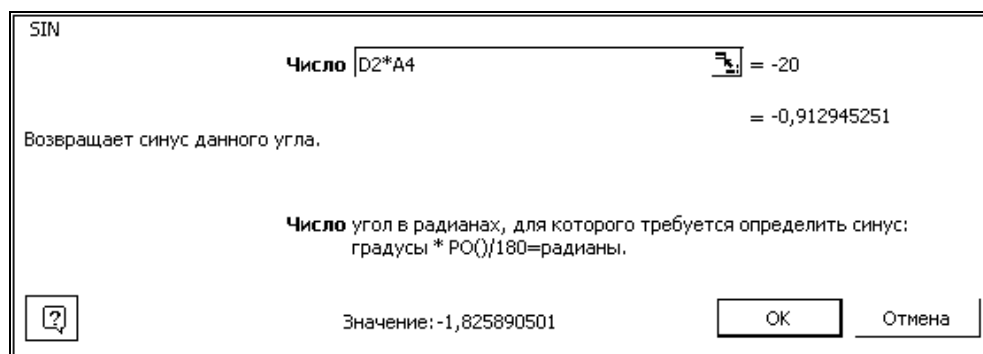 SIN
Число D2*A4 = -20
= -0,912945251
Возвращает синус данного угла.
Число угол в радианах, для которого требуется определить синус:
градусы * PO()/180=радианы.
Значение:-1,825890501 OK Отмена